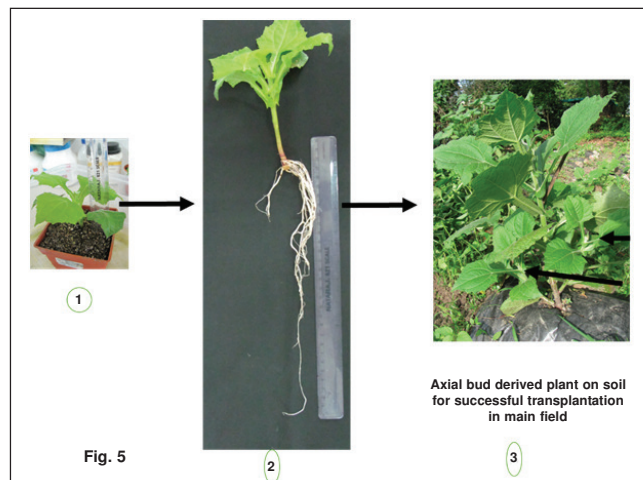 1
2
Axial bud derived plant on soil
for successful transplantation
in main field
3
Fig. 5